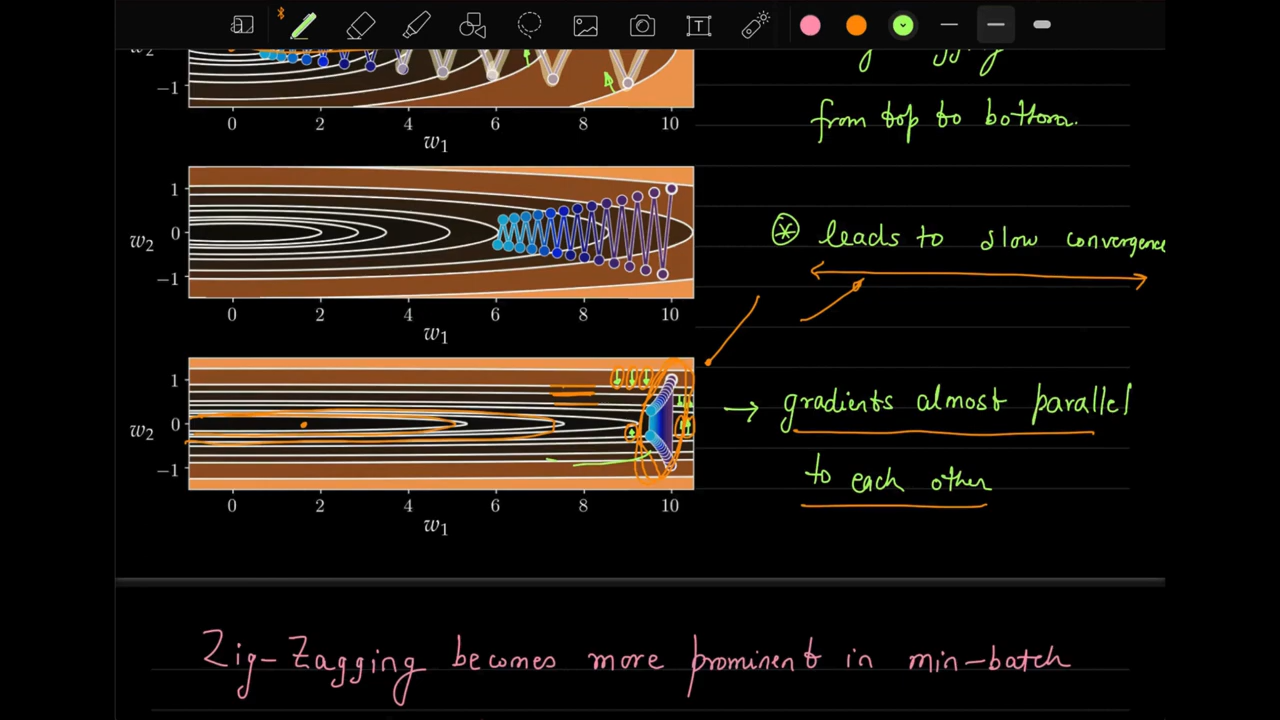 T
w2
−1
0 2 4 6 8 10
w1
from top to bottom.
1
w2 0
−1
0 2 4 6 8 10
w1
⊛ leads to slow convergence
1
w2 0
−1
0 2 4 6 8 10
w1
→ gradients almost parallel
to each other
Zig-Zagging becomes more prominent in min-batch